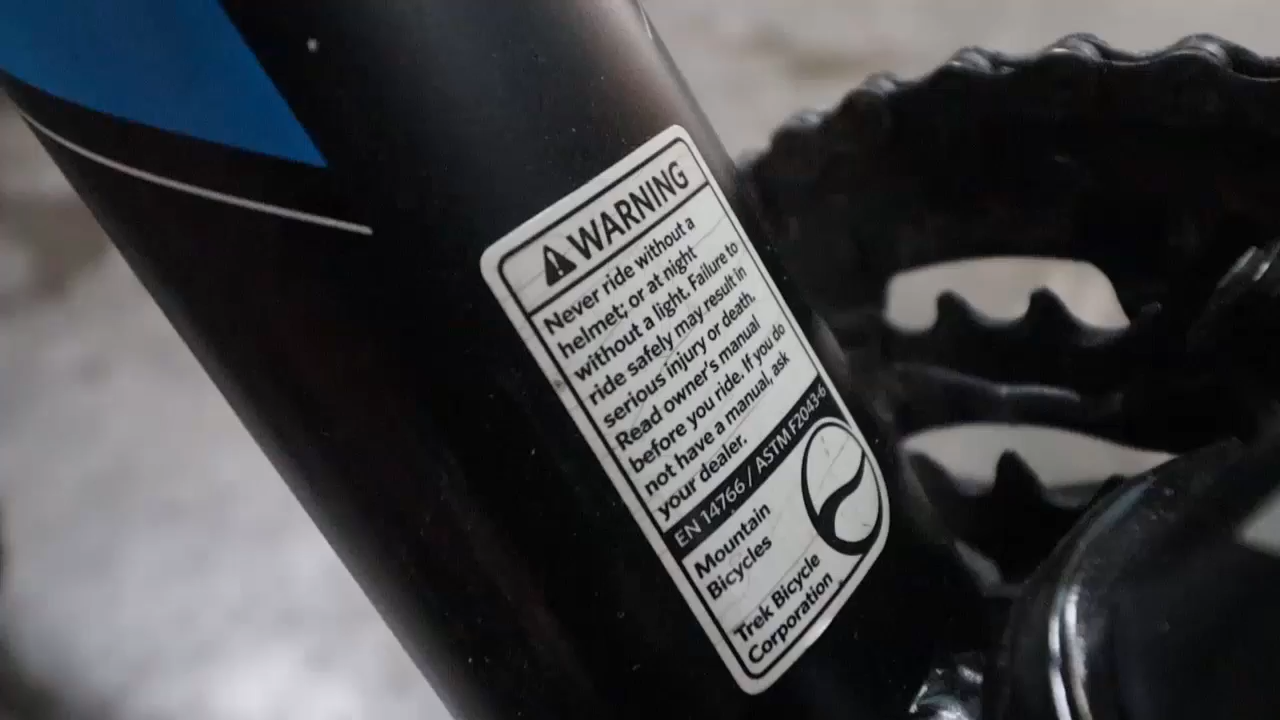 WARNING
Never ride without a
helmet; or at night
without a light. Failure to
ride safely may result in
serious injury or death.
Read owner's manual
before you ride. If you do
not have a manual, ask
your dealer.
EN 14766 / ASTM F2043-6
Mountain
Bicycles
Trek Bicycle
Corporation